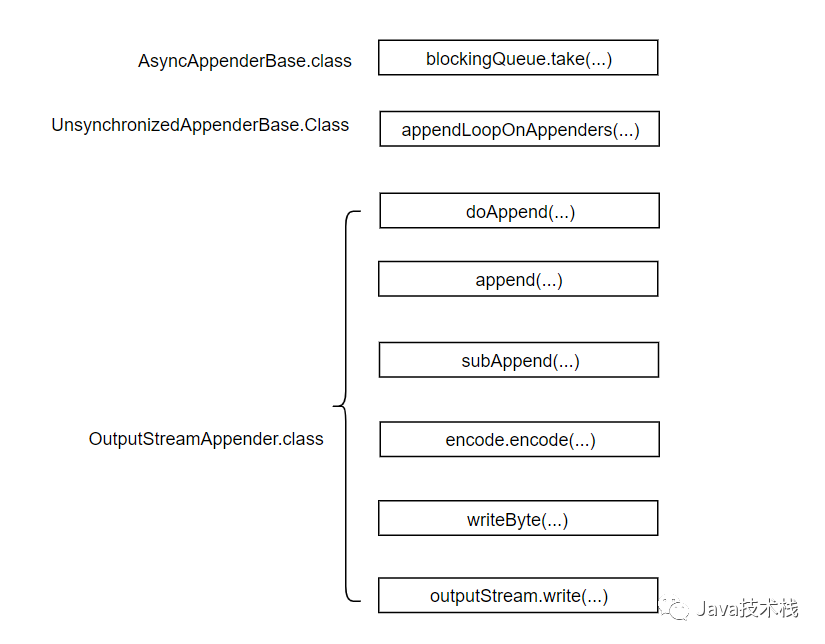 AsyncAppenderBase.class blockingQueue.take(...)
UnsynchronizedAppenderBase.Class appendLoopOnAppenders(...)
doAppend(...)
append(...)
subAppend(...)
OutputStreamAppender.class encode.encode(...)
writeByte(...)
outputStream.write(...)
Java技术栈